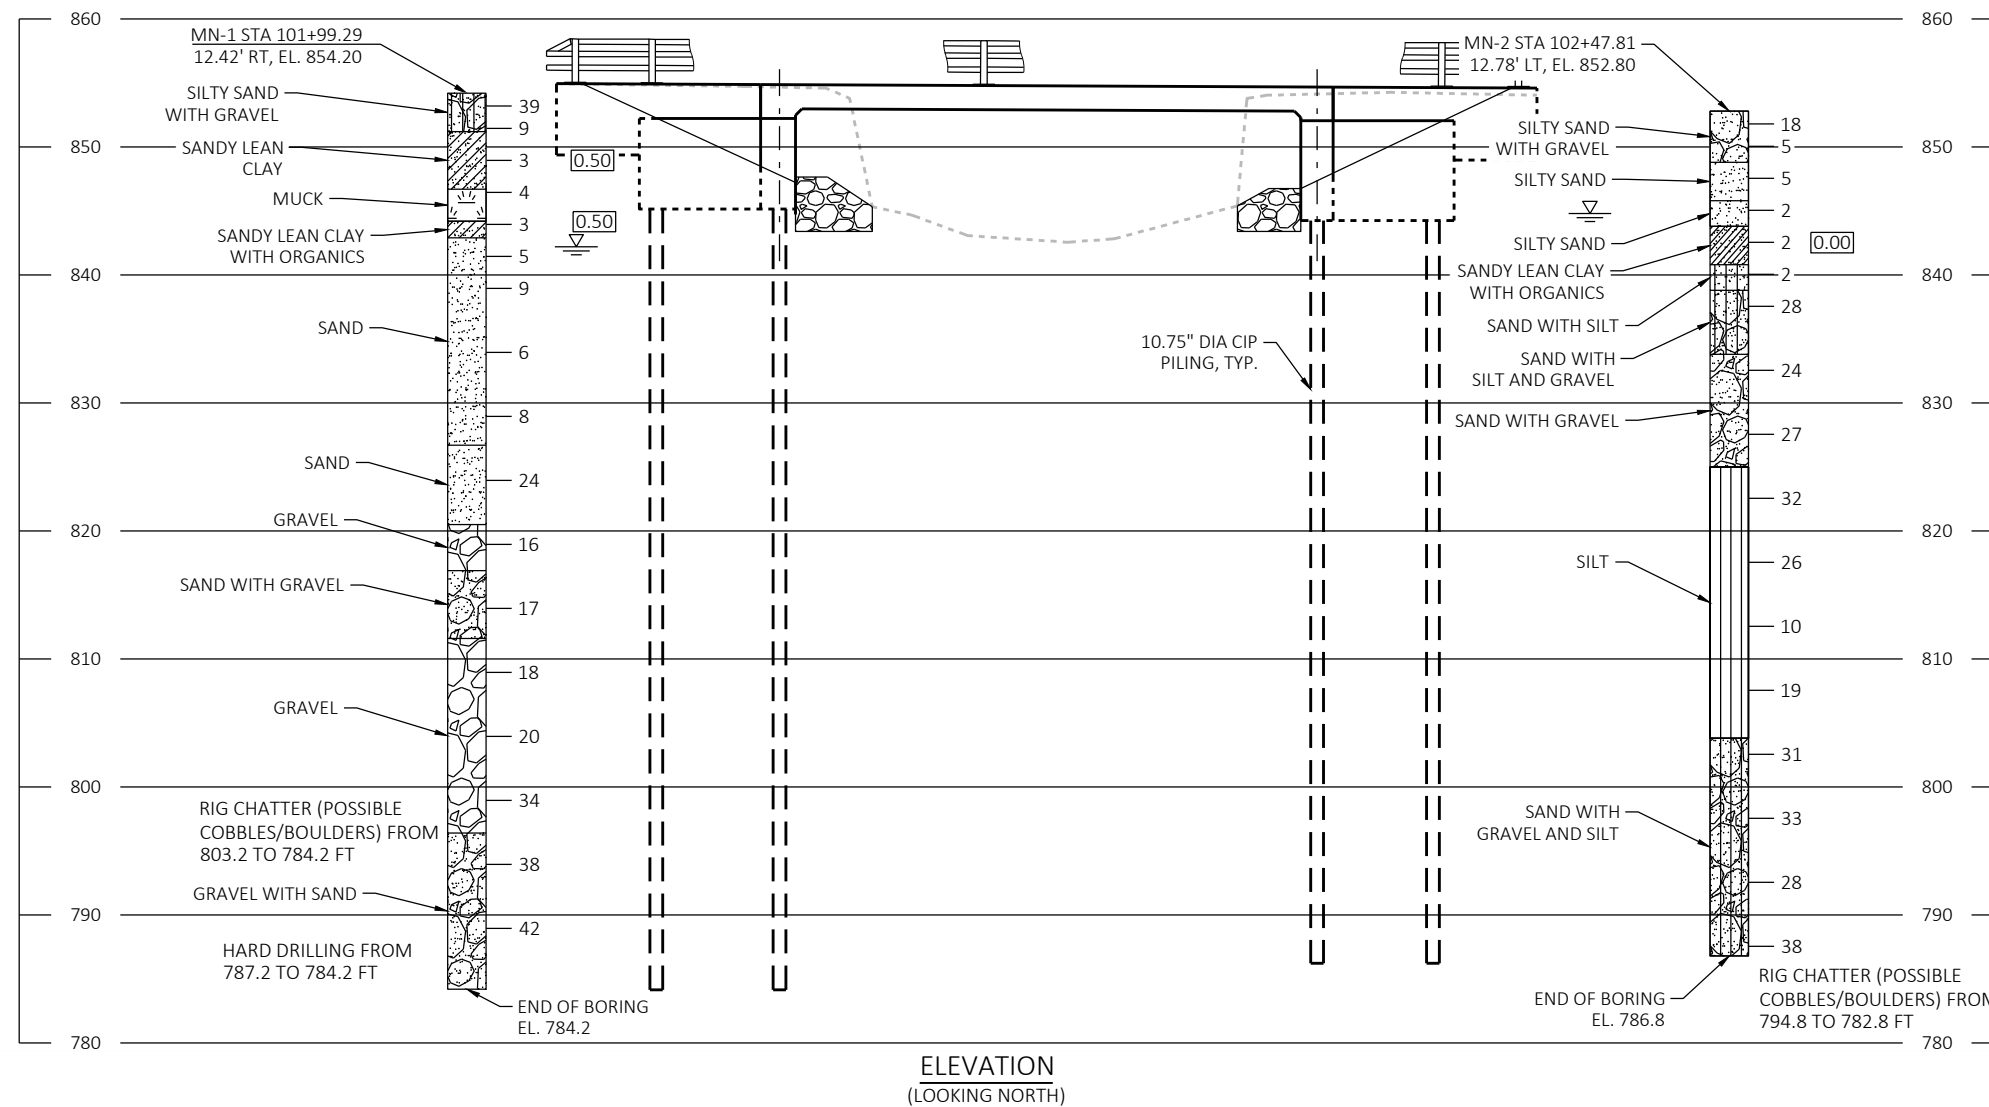 860
860
MN-1 STA 101+99.29
12.42' RT, EL. 854.20
MN-2 STA 102+47.81
12.78' LT, EL. 852.80
SILTY SAND
WITH GRAVEL
39
9
SANDY LEAN
CLAY
850
3
0.50
MUCK
4
0.50
SANDY LEAN CLAY
WITH ORGANICS
3
5
840
9
SAND
6
830
8
SAND
24
820
GRAVEL
16
SAND WITH GRAVEL
17
810
18
GRAVEL
20
800
34
RIG CHATTER (POSSIBLE
COBBLES/BOULDERS) FROM
803.2 TO 784.2 FT
38
GRAVEL WITH SAND
790
42
HARD DRILLING FROM
787.2 TO 784.2 FT
END OF BORING
EL. 784.2
780
10.75" DIA CIP
PILING, TYP.
SILTY SAND
WITH GRAVEL
18
5
850
SILTY SAND
5
SILTY SAND
2
SANDY LEAN CLAY
WITH ORGANICS
2
0.00
840
SAND WITH SILT
2
SAND WITH
SILT AND GRAVEL
28
24
SAND WITH GRAVEL
830
27
32
820
SILT
26
10
810
19
31
800
SAND WITH
GRAVEL AND SILT
33
28
790
38
END OF BORING
EL. 786.8
RIG CHATTER (POSSIBLE
COBBLES/BOULDERS) FROM
794.8 TO 782.8 FT
780
ELEVATION
(LOOKING NORTH)